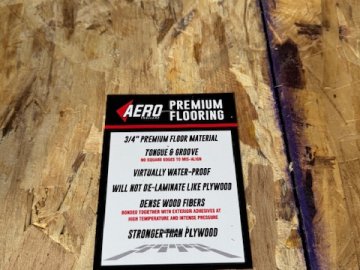 AERO
PREMIUM
FLOORING
3/4" PREMIUM FLOOR MATERIAL
TONGUE & GROOVE
NO SQUARE EDGES TO MIS-ALIGN
VIRTUALLY WATER-PROOF
WILL NOT DE-LAMINATE LIKE PLYWOOD
DENSE WOOD FIBERS
BONDED TOGETHER WITH EXTERIOR ADHESIVES AT
HIGH TEMPERATURE AND INTENSE PRESSURE
STRONGER THAN PLYWOOD